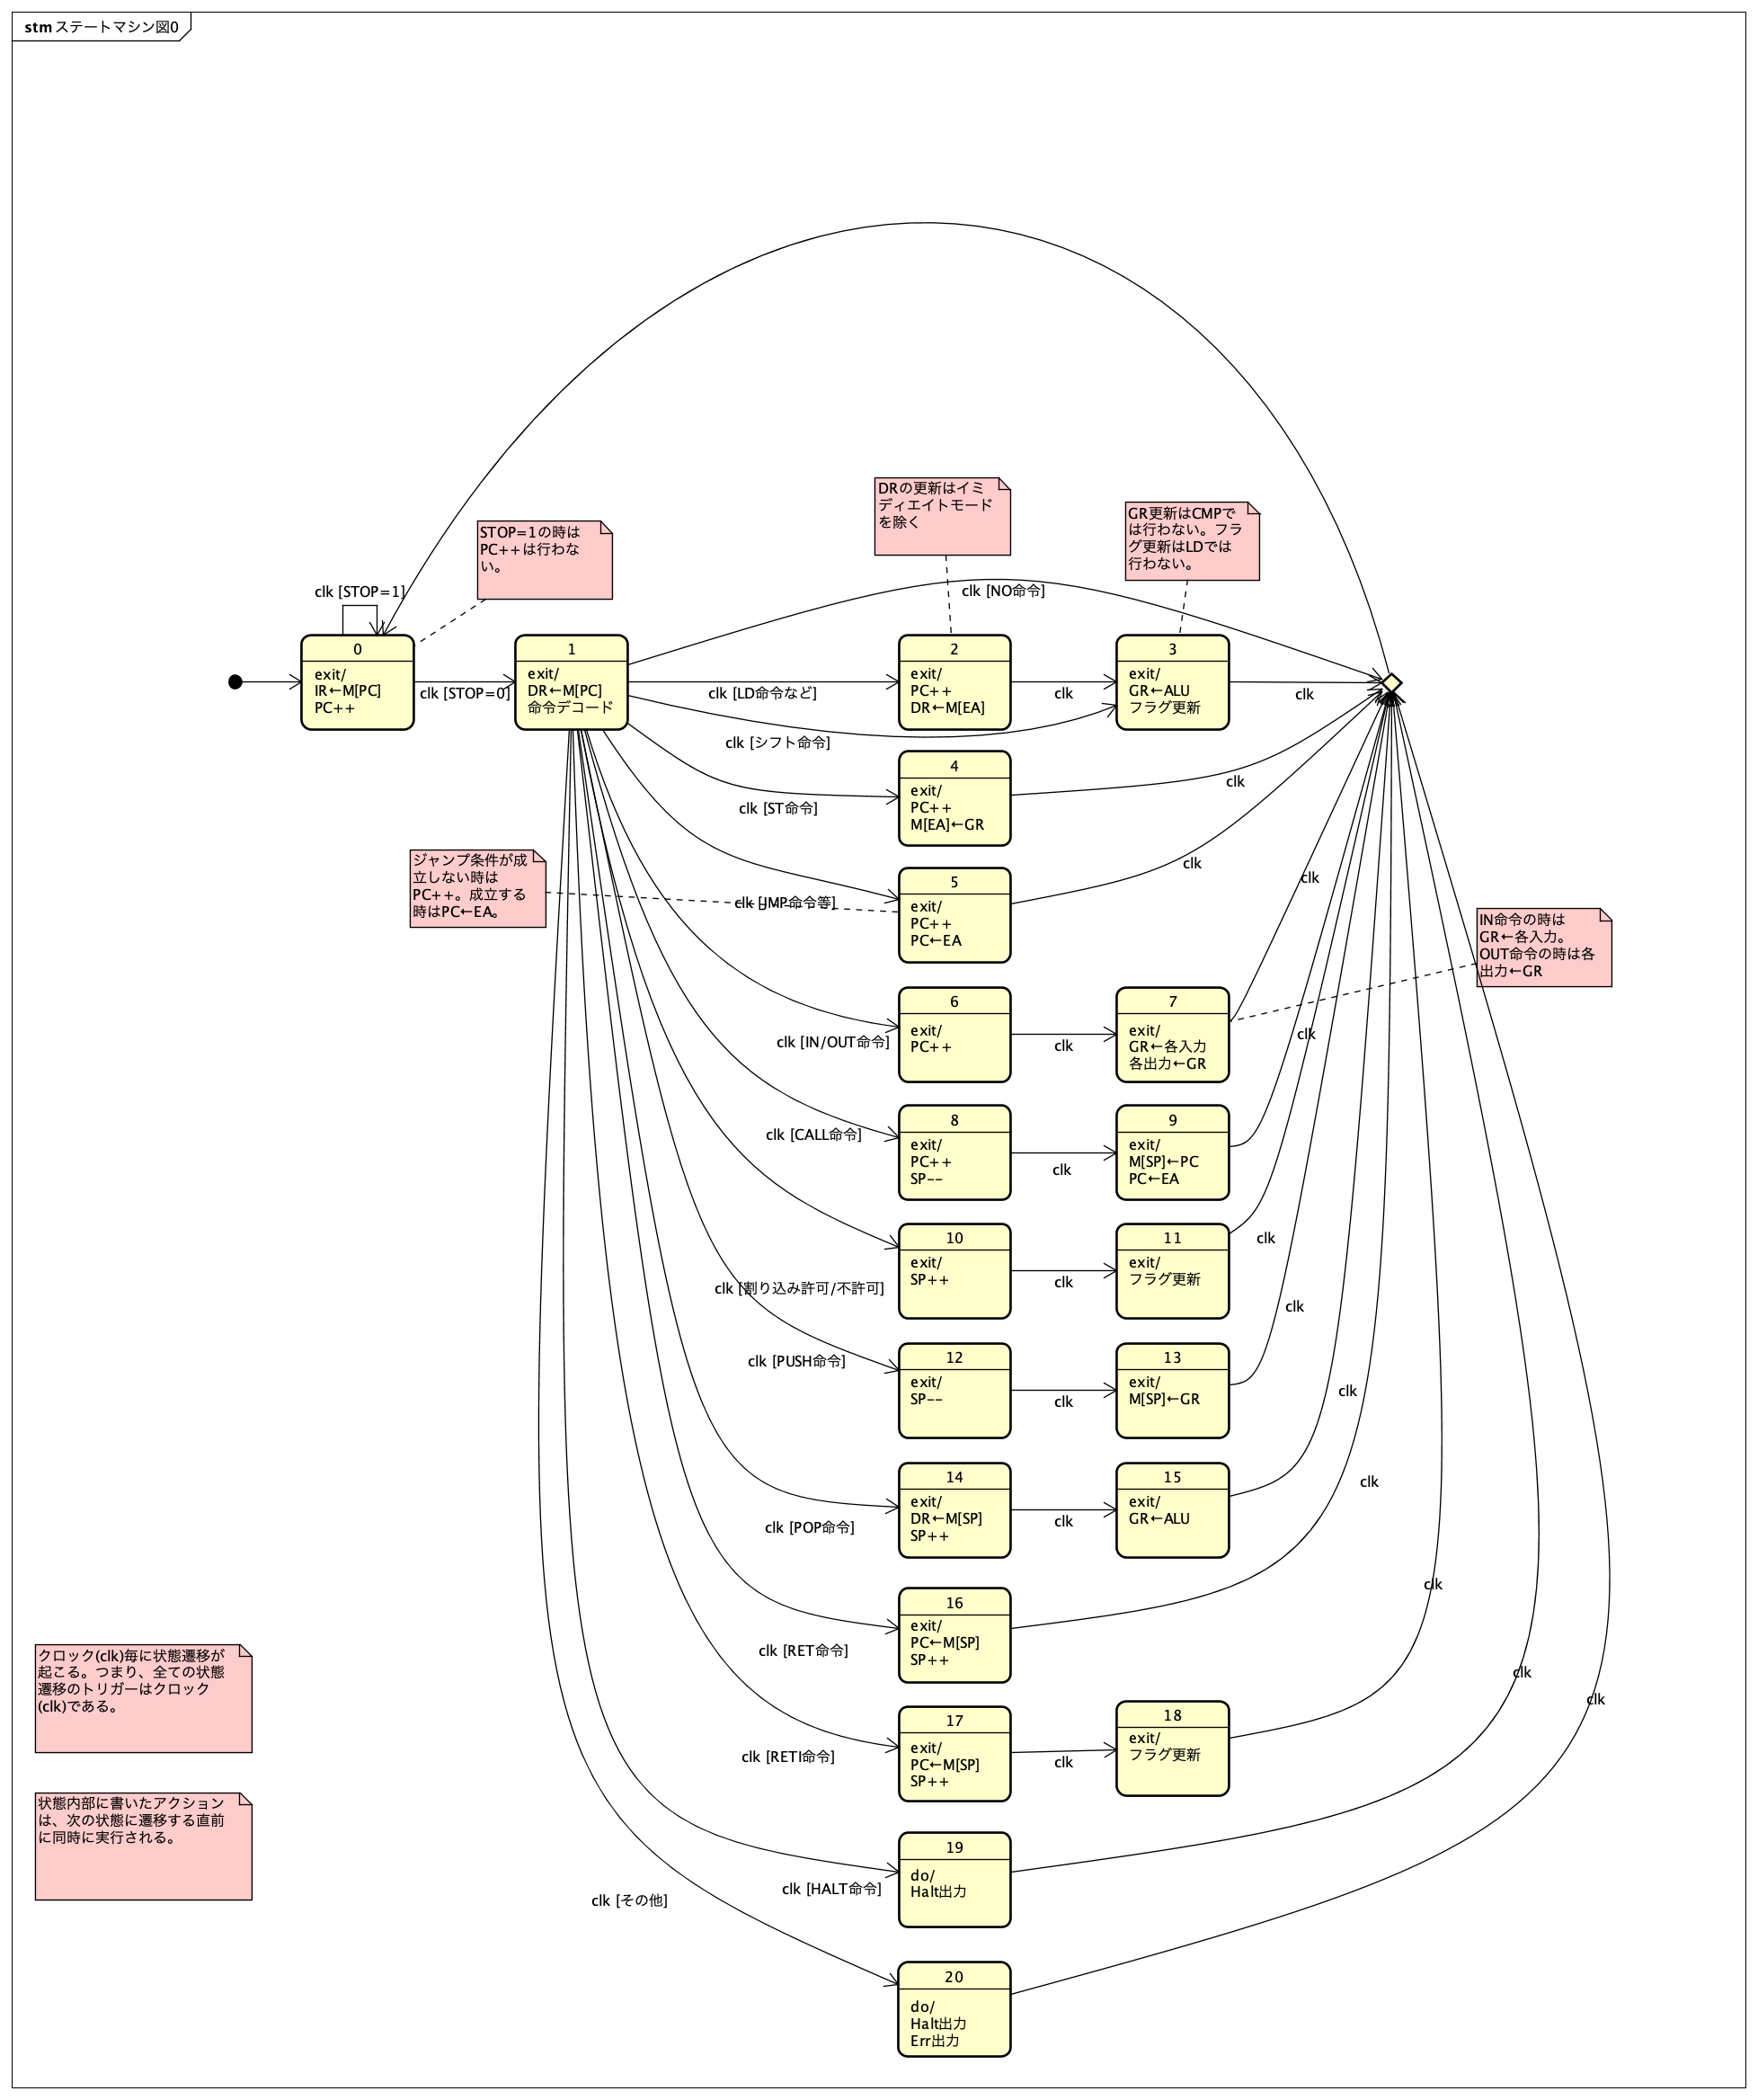 stm ステートマシン図0
DRの更新はイミ
ディエイトモード
を除く
GR更新はCMPで
は行わない。フラ
グ更新はLDでは
行わない。
STOP=1の時は
PC++は行わな
い。
clk [STOP=1]
clk [NO命令]
0
exit/
IR←M[PC]
PC++
clk [STOP=0]
1
exit/
DR←M[PC]
命令デコード
clk [LD命令など]
2
exit/
PC++
DR←M[EA]
clk
3
exit/
GR←ALU
フラグ更新
clk
clk [シフト命令]
clk [ST命令]
4
exit/
PC++
M[EA]←GR
clk
ジャンプ条件が成
立しない時は
PC++。成立する
時はPC←EA。
clk [JMP命令等]
5
exit/
PC++
PC←EA
clk
clk
IN命令の時は
GR←各入力。
OUT命令の時は各
出力←GR
clk [IN/OUT命令]
6
exit/
PC++
clk
7
exit/
GR←各入力
各出力←GR
clk
clk [CALL命令]
8
exit/
PC++
SP--
clk
9
exit/
M[SP]←PC
PC←EA
clk [割り込み許可/不許可]
10
exit/
SP++
clk
11
exit/
フラグ更新
clk
clk
clk [PUSH命令]
12
exit/
SP--
clk
13
exit/
M[SP]←GR
clk
clk [POP命令]
14
exit/
DR←M[SP]
SP++
clk
15
exit/
GR←ALU
clk
clk [RET命令]
16
exit/
PC←M[SP]
SP++
clk
clk [RETI命令]
17
exit/
PC←M[SP]
SP++
clk
18
exit/
フラグ更新
clk
clk
クロック(clk)毎に状態遷移が
起こる。つまり、全ての状態
遷移のトリガーはクロック
(clk)である。
状態内部に書いたアクション
は、次の状態に遷移する直前
に同時に実行される。
clk [HALT命令]
19
do/
Halt出力
clk [その他]
20
do/
Halt出力
Err出力